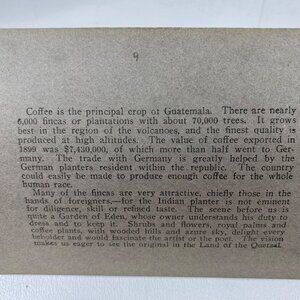 9
Coffee is the principal crop of Guatemala. There are nearly
6,000 fincas or plantations with about 70,000 trees. It grows
best in the region of the volcanoes, and the finest quality is
produced at high altitudes. The value of coffee exported in
1899 was $7,430,000, of which more than half went to Ger-
many. The trade with Germany is greatly helped by the
German planters resident within the republic. The country
could easily be made to produce enough coffee for the whole
human race.
Many of the fincas are very attractive, chiefly those in the
hands of foreigners,—for the Indian planter is not eminent
for diligence, skill or refined taste. The scene before us is
quite a Garden of Eden, whose owner understands his duty to
dress and to keep it. Shrubs and flowers, royal palms and
coffee plants, with wooded hills and azure sky, delight every
beholder and would fascinate the artist or the poet. The vision
makes us eager to see the original in the Land of the Quetzal.